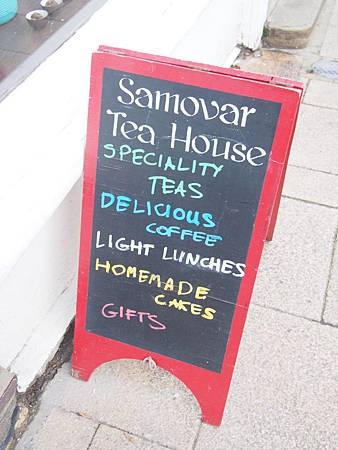 Samovar
Tea House
SPECIALITY
TEAS
DELICIOUS
COFFEE
LIGHT LUNCHES
HOMEMADE
CAKES
GIFTS